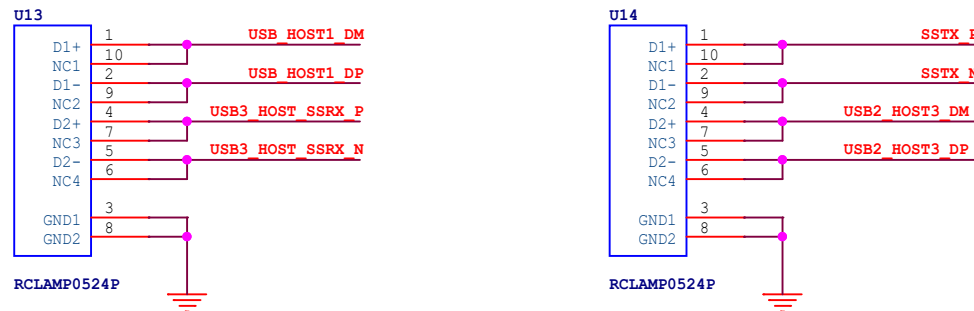 U13
D1+ 1 USB_HOST1_DM
NC1 10
D1- 2 USB_HOST1_DP
NC2 9
D2+ 4 USB3_HOST_SSRX_P
NC3 7
D2- 5 USB3_HOST_SSRX_N
NC4 6
GND1 3
GND2 8
RCLAMP0524P
U14
D1+ 1 SSTX_P
NC1 10
D1- 2 SSTX_N
NC2 9
D2+ 4 USB2_HOST3_DM
NC3 7
D2- 5 USB2_HOST3_DP
NC4 6
GND1 3
GND2 8
RCLAMP0524P